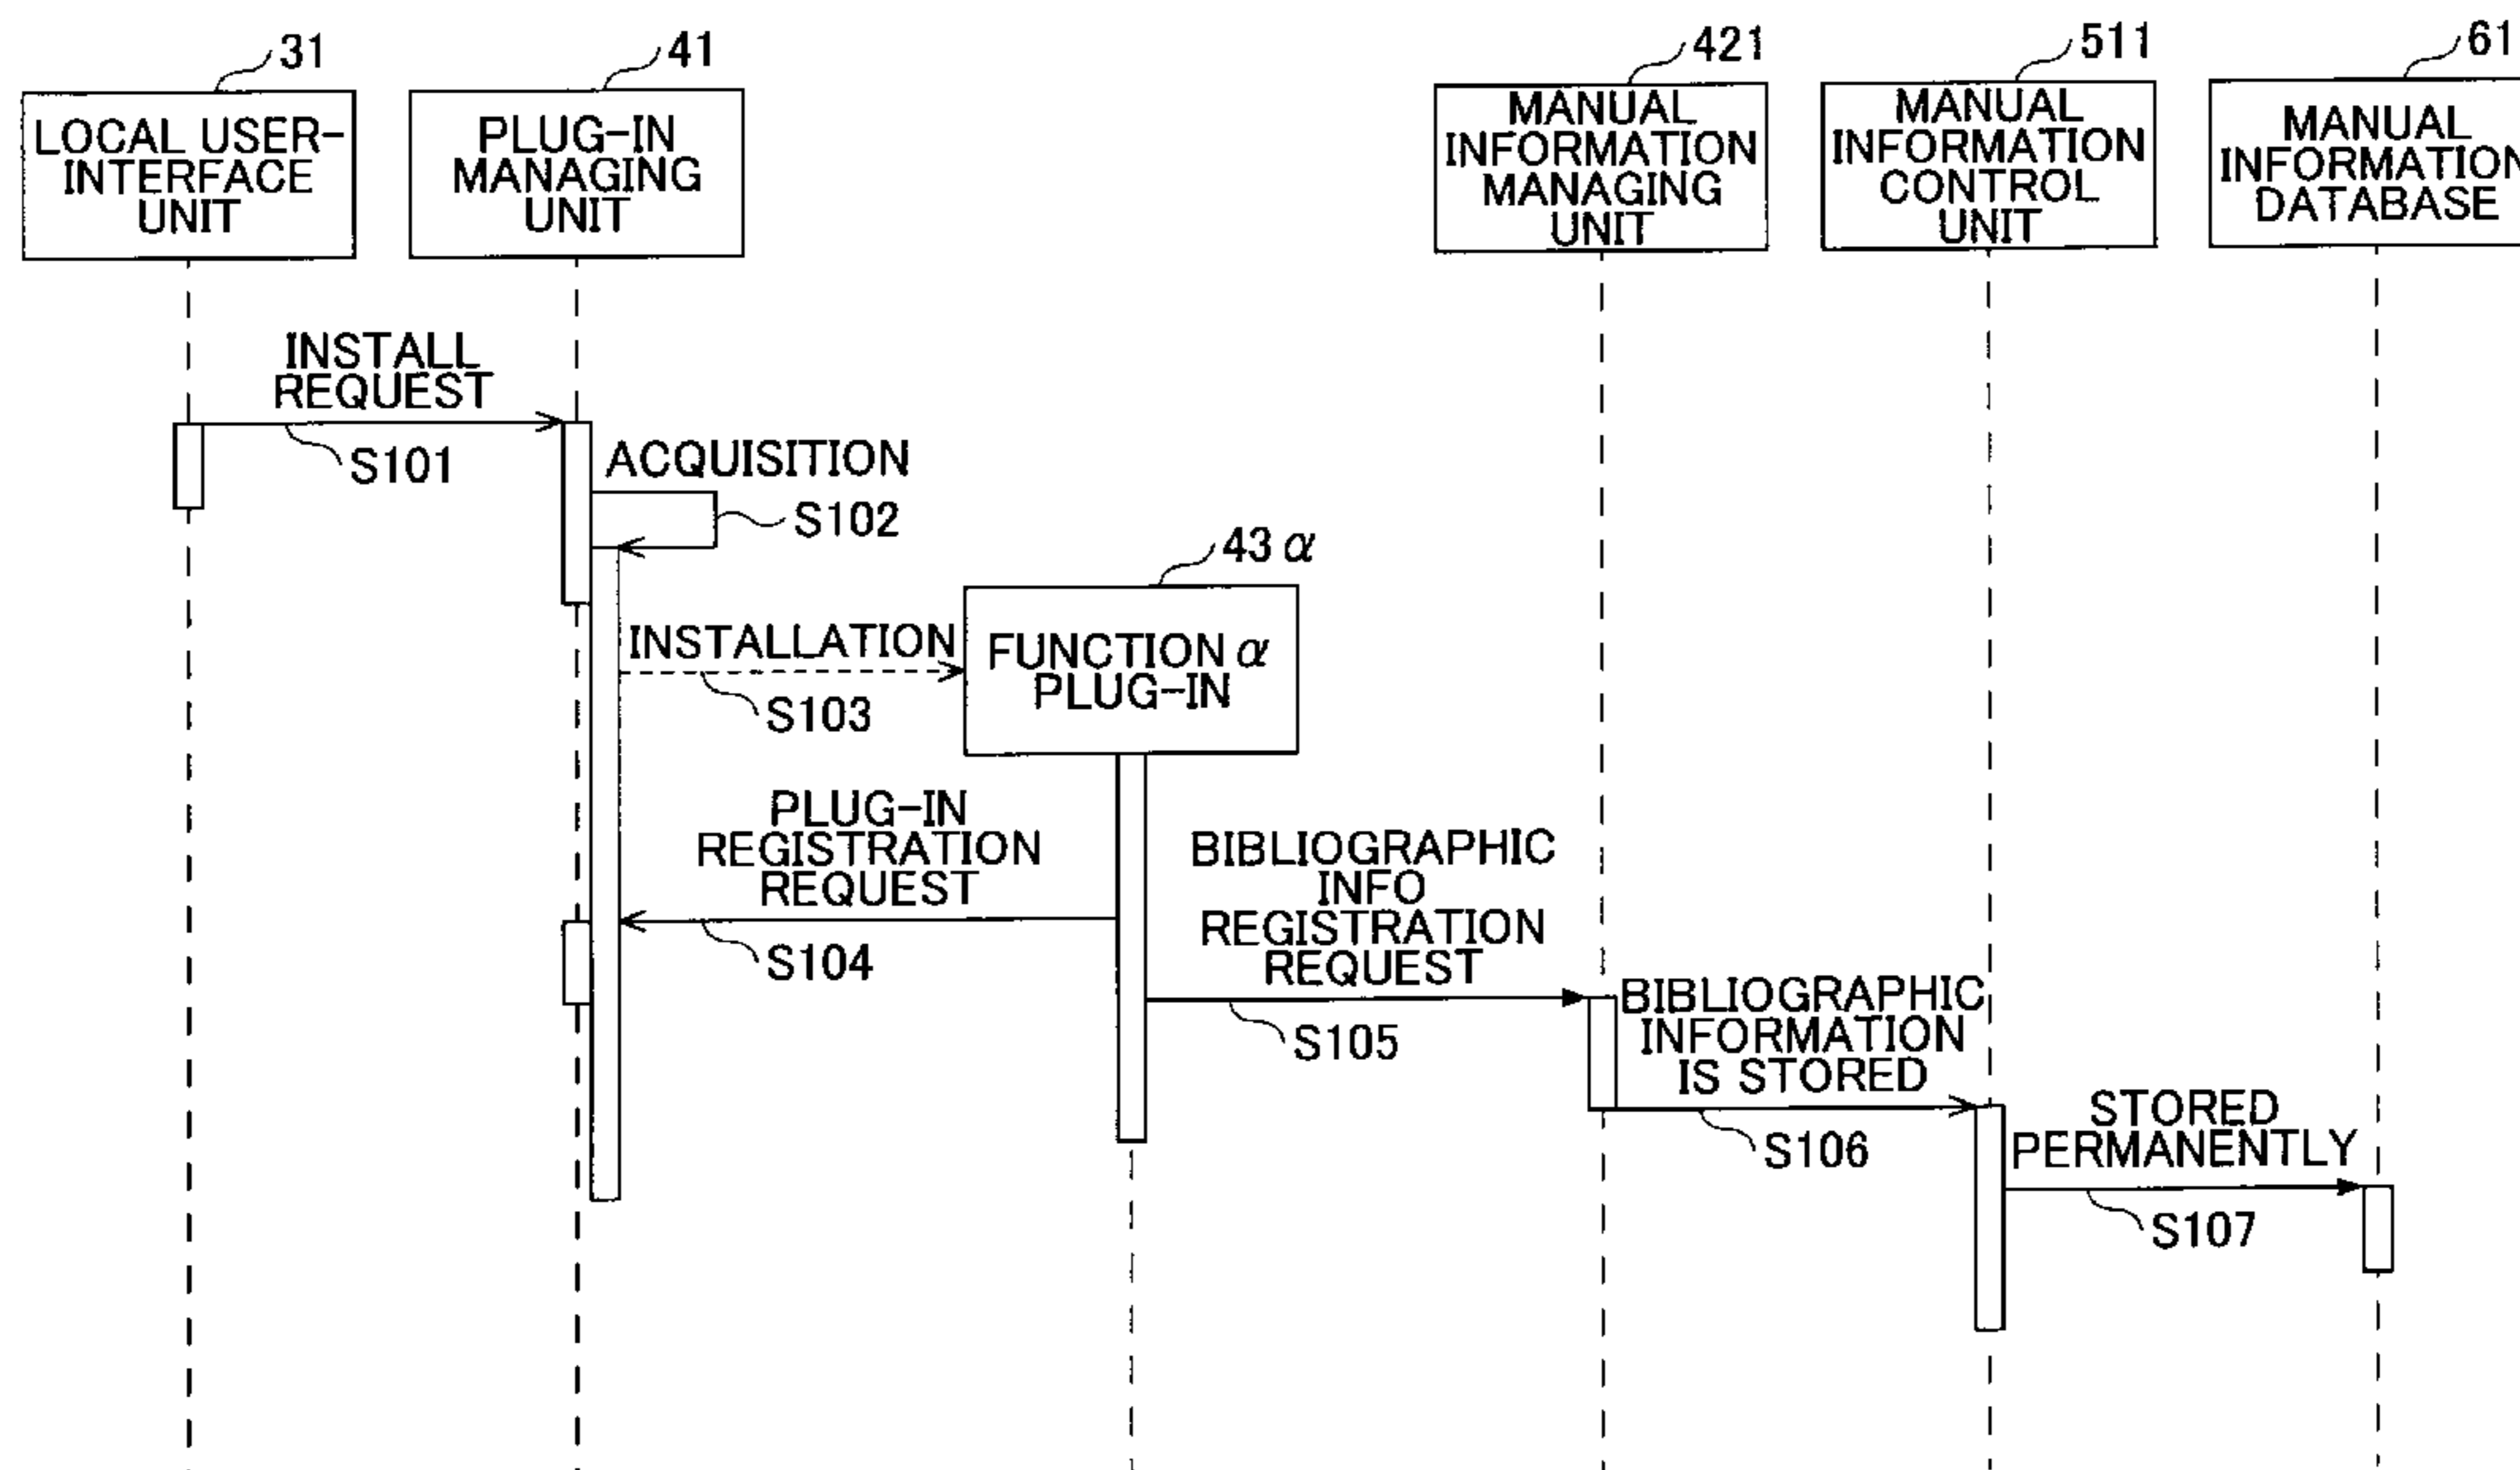 31
41
421
511
61
LOCAL USER-
INTERFACE
UNIT
PLUG-IN
MANAGING
UNIT
MANUAL
INFORMATION
MANAGING
UNIT
MANUAL
INFORMATION
CONTROL
UNIT
MANUAL
INFORMATION
DATABASE
INSTALL
REQUEST
S101
ACQUISITION
S102
43 α
INSTALLATION
S103
FUNCTION α
PLUG-IN
PLUG-IN
REGISTRATION
REQUEST
S104
BIBLIOGRAPHIC
INFO
REGISTRATION
REQUEST
S105
BIBLIOGRAPHIC
INFORMATION
IS STORED
S106
STORED
PERMANENTLY
S107